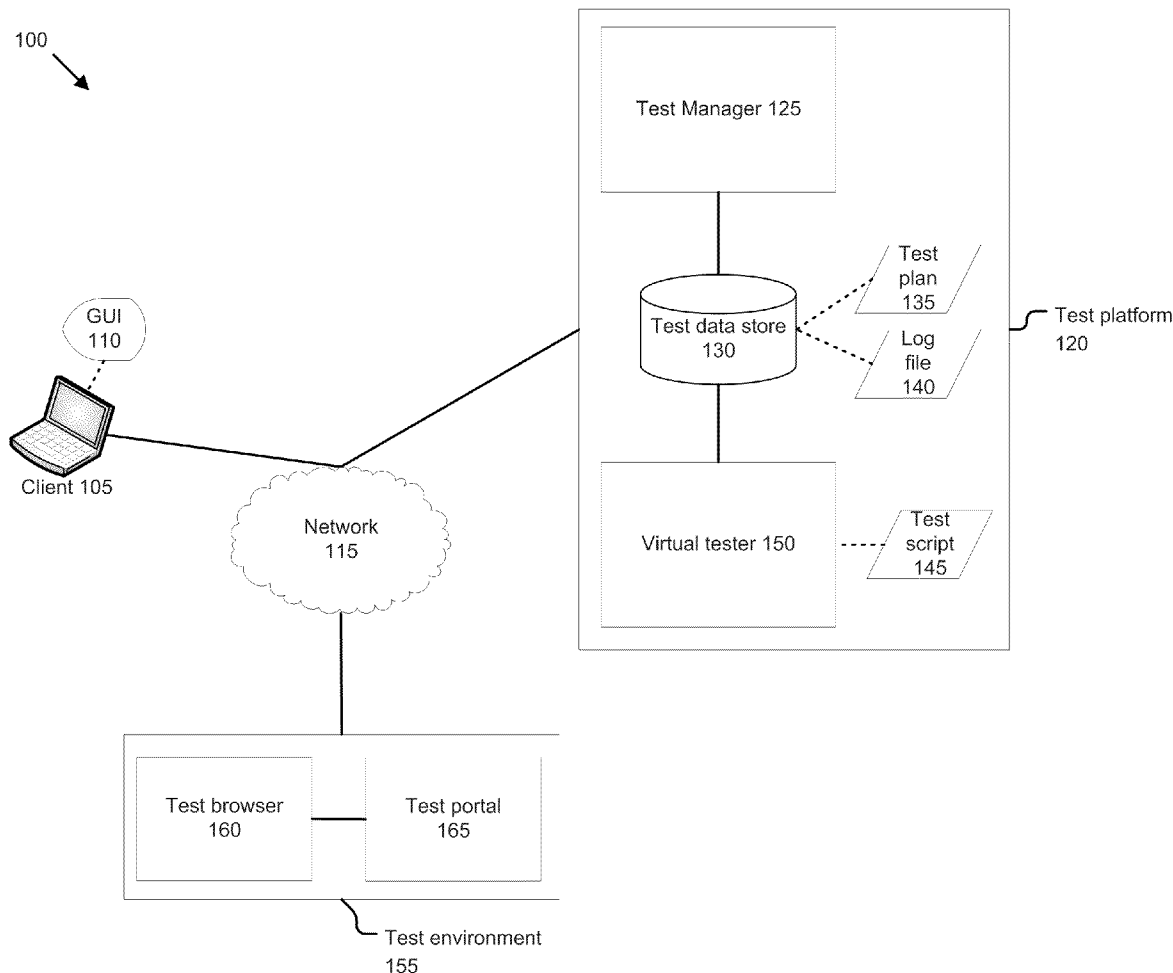 100
Test Manager 125
Test
plan
135
Test data store
130
Log
file
140
Test platform
120
GUI
110
Client 105
Network
115
Virtual tester 150
Test
script
145
Test browser
160
Test portal
165
Test environment
155